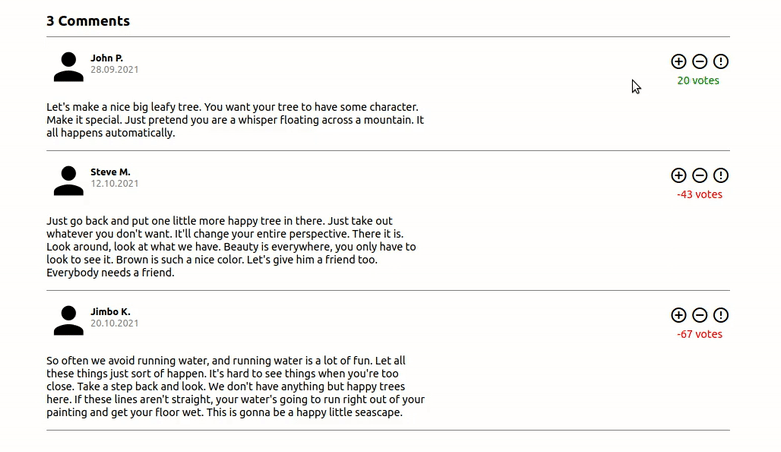 3 Comments
John P.
28.09.2021
20 votes
Let's make a nice big leafy tree. You want your tree to have some character.
Make it special. Just pretend you are a whisper floating across a mountain. It
all happens automatically.
Steve M.
12.10.2021
-43 votes
Just go back and put one little more happy tree in there. Just take out
whatever you don't want. It'll change your entire perspective. There it is.
Look around, look at what we have. Beauty is everywhere, you only have to
look to see it. Brown is such a nice color. Let's give him a friend too.
Everybody needs a friend.
Jimbo K.
20.10.2021
-67 votes
So often we avoid running water, and running water is a lot of fun. Let all
these things just sort of happen. It's hard to see things when you're too
close. Take a step back and look. We don't have anything but happy trees
here. If these lines aren't straight, your water's going to run right out of your
painting and get your floor wet. This is gonna be a happy little seascape.